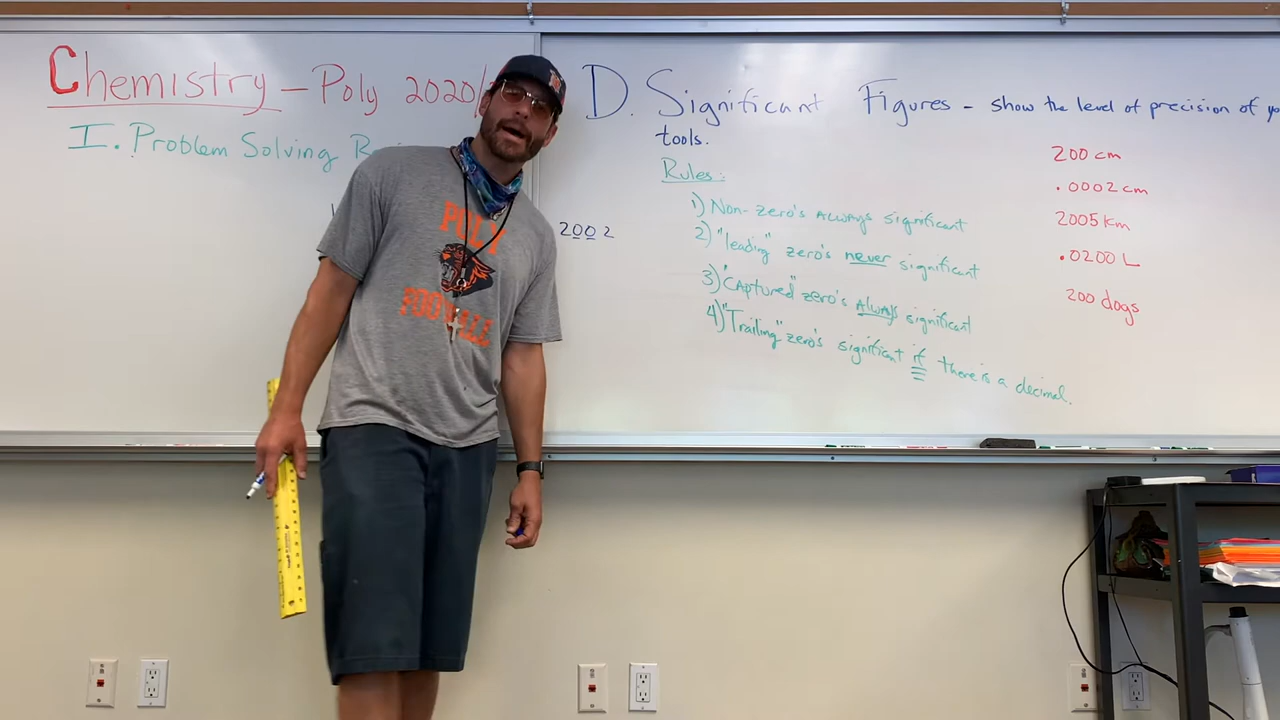 Chemistry - Poly 2020/
I. Problem Solving
D. Significant Figures - show the level of precision of yo
tools.
Rules:
1) Non-zero's ALWAYS significant
2) "leading" zero's never significant
3) "CAptured" zero's Always significant
4) "Trailing" zero's significant if there is a decimal.
2002
200 cm
.0002 cm
2005 km
.0200 L
200 dogs
POLY
FOOTBALL